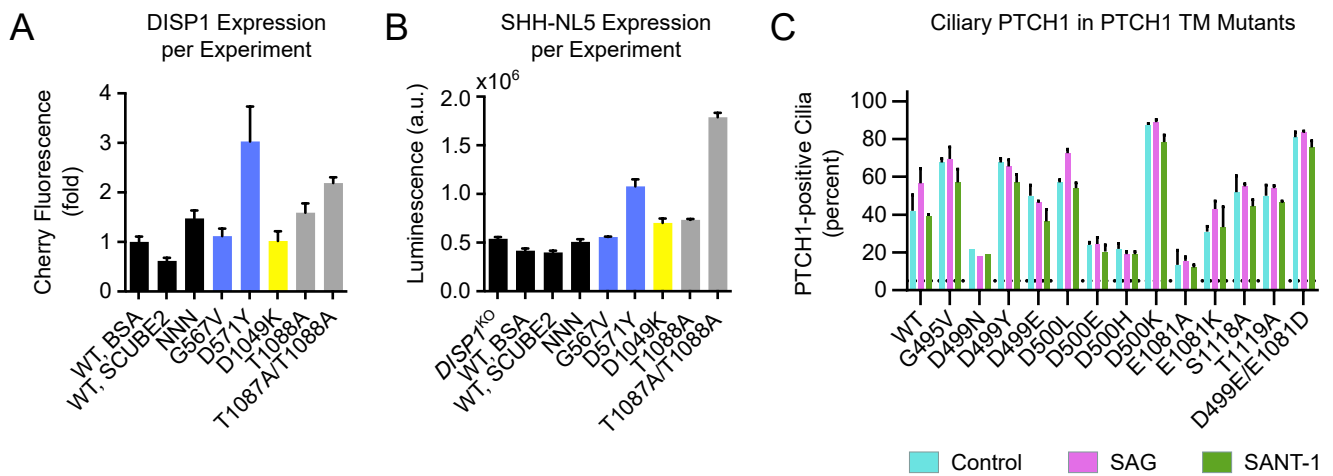 A
DISP1 Expression
per Experiment
Cherry Fluorescence
(fold)
4
3
2
1
0
WT, BSA
WT, SCUBE2
NNN
G567V
D571Y
D1049K
T1088A
T1087A/T1088A
B
SHH-NL5 Expression
per Experiment
x10⁶
Luminescence (a.u.)
2.0
1.5
1.0
0.5
0.0
DISP1ᴷᴼ
WT, BSA
WT, SCUBE2
NNN
G567V
D571Y
D1049K
T1088A
T1087A/T1088A
C
Ciliary PTCH1 in PTCH1 TM Mutants
PTCH1-positive Cilia
(percent)
100
80
60
40
20
0
WT
G495V
D499N
D499Y
D499E
D500L
D500E
D500H
D500K
E1081A
E1081K
S1118A
T1119A
D499E/E1081D
Control
SAG
SANT-1